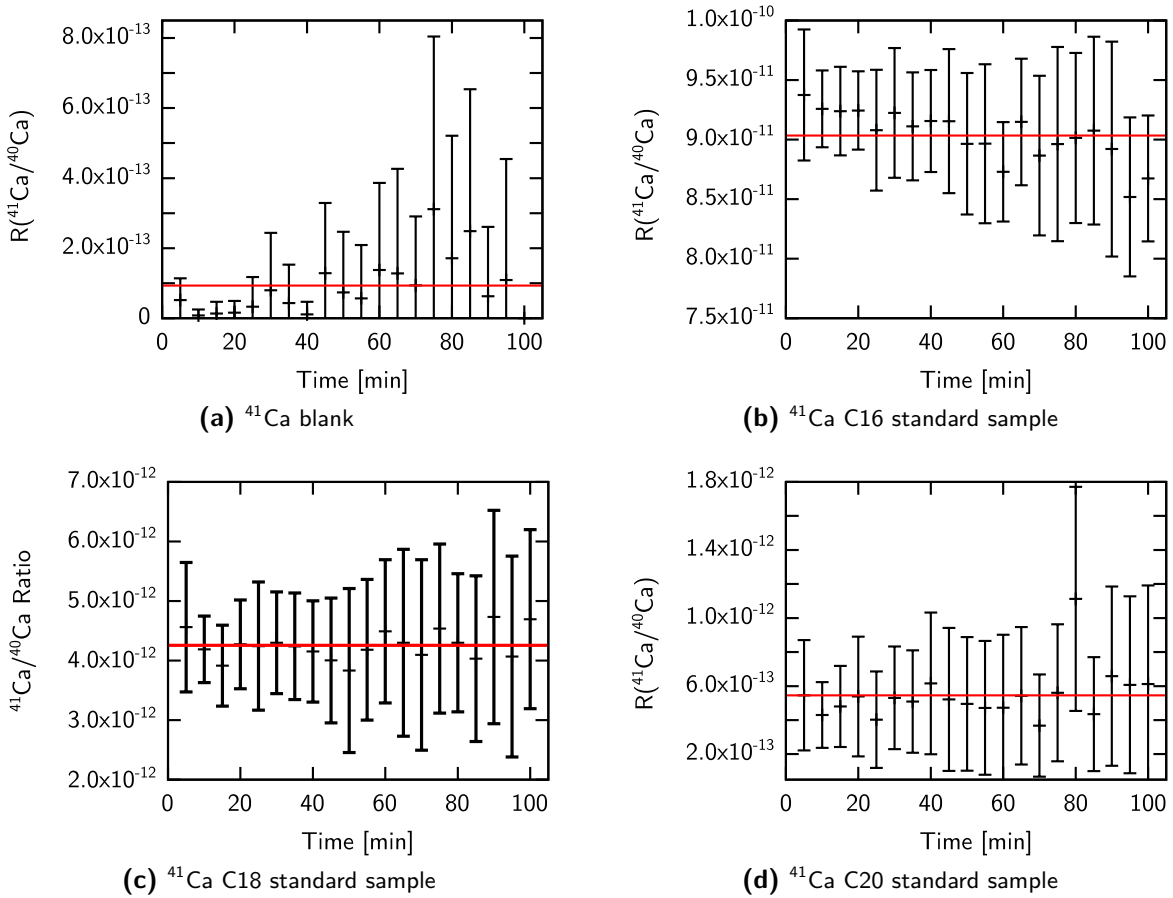 8.0x10⁻¹³
6.0x10⁻¹³
4.0x10⁻¹³
2.0x10⁻¹³
0
0 20 40 60 80 100
R(⁴¹Ca/⁴⁰Ca)
Time [min]
(a) ⁴¹Ca blank
1.0x10⁻¹⁰
9.5x10⁻¹¹
9.0x10⁻¹¹
8.5x10⁻¹¹
8.0x10⁻¹¹
7.5x10⁻¹¹
0 20 40 60 80 100
R(⁴¹Ca/⁴⁰Ca)
Time [min]
(b) ⁴¹Ca C16 standard sample
7.0x10⁻¹²
6.0x10⁻¹²
5.0x10⁻¹²
4.0x10⁻¹²
3.0x10⁻¹²
2.0x10⁻¹²
0 20 40 60 80 100
⁴¹Ca/⁴⁰Ca Ratio
Time [min]
(c) ⁴¹Ca C18 standard sample
1.8x10⁻¹²
1.4x10⁻¹²
1.0x10⁻¹²
6.0x10⁻¹³
2.0x10⁻¹³
0 20 40 60 80 100
R(⁴¹Ca/⁴⁰Ca)
Time [min]
(d) ⁴¹Ca C20 standard sample